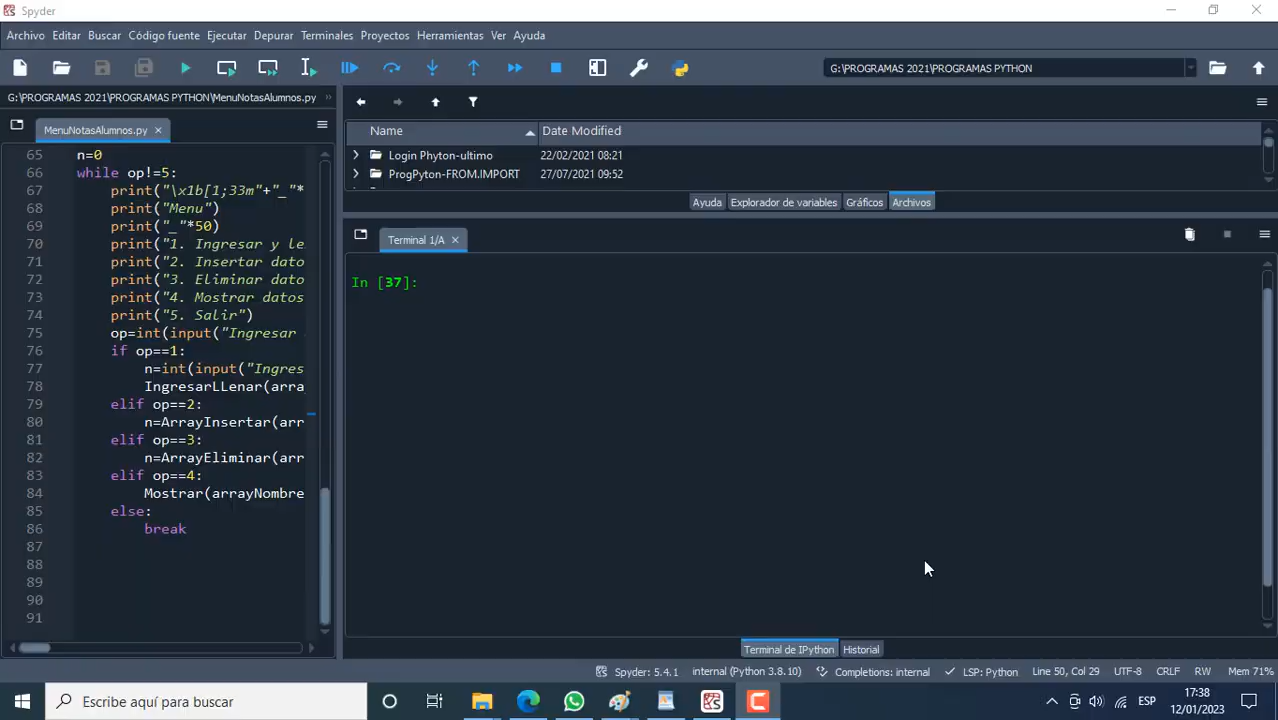 Spyder
Archivo Editar Buscar Código fuente Ejecutar Depurar Terminales Proyectos Herramientas Ver Ayuda
G:\PROGRAMAS 2021\PROGRAMAS PYTHON
G:\PROGRAMAS 2021\PROGRAMAS PYTHON\MenuNotasAlumnos.py
MenuNotasAlumnos.py
65 n=0
66 while op!=5:
67 print("\x1b[1;33m"+"_"*
68 print("Menu")
69 print("_"*50)
70 print("1. Ingresar y le
71 print("2. Insertar dato
72 print("3. Eliminar dato
73 print("4. Mostrar datos
74 print("5. Salir")
75 op=int(input("Ingresar
76 if op==1:
77 n=int(input("Ingres
78 IngresarLLenar(arra
79 elif op==2:
80 n=ArrayInsertar(arr
81 elif op==3:
82 n=ArrayEliminar(arr
83 elif op==4:
84 Mostrar(arrayNombre
85 else:
86 break
87
88
89
90
91
Name Date Modified
Login Phyton-ultimo 22/02/2021 08:21
ProgPyton-FROM.IMPORT 27/07/2021 09:52
Ayuda Explorador de variables Gráficos Archivos
Terminal 1/A
In [37]:
Terminal de IPython Historial
Spyder: 5.4.1 internal (Python 3.8.10) Completions: internal LSP: Python Line 50, Col 29 UTF-8 CRLF RW Mem 71%
Escribe aquí para buscar
ESP
17:38
12/01/2023